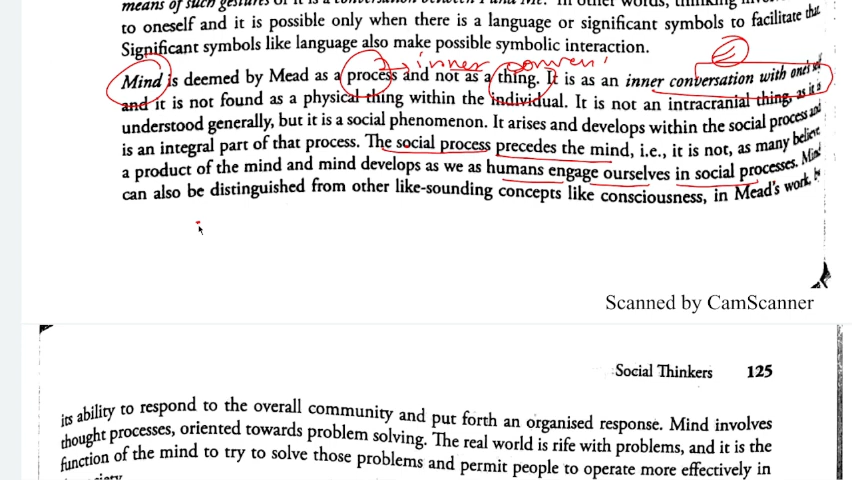 means of such gestures or it is a conversation between I and Me. In other words, thinking
to oneself and it is possible only when there is a language or significant symbols to facilitate that
Significant symbols like language also make possible symbolic interaction.
→ inner conver
Mind is deemed by Mead as a process and not as a thing. It is as an inner conversation with one's self
and it is not found as a physical thing within the individual. It is not an intracranial thing, as it is
understood generally, but it is a social phenomenon. It arises and develops within the social process and
is an integral part of that process. The social process precedes the mind, i.e., it is not, as many believe
a product of the mind and mind develops as we as humans engage ourselves in social processes. Mind
can also be distinguished from other like-sounding concepts like consciousness, in Mead's work, by
Scanned by CamScanner
Social Thinkers 125
its ability to respond to the overall community and put forth an organised response. Mind involves
thought processes, oriented towards problem solving. The real world is rife with problems, and it is the
function of the mind to try to solve those problems and permit people to operate more effectively in